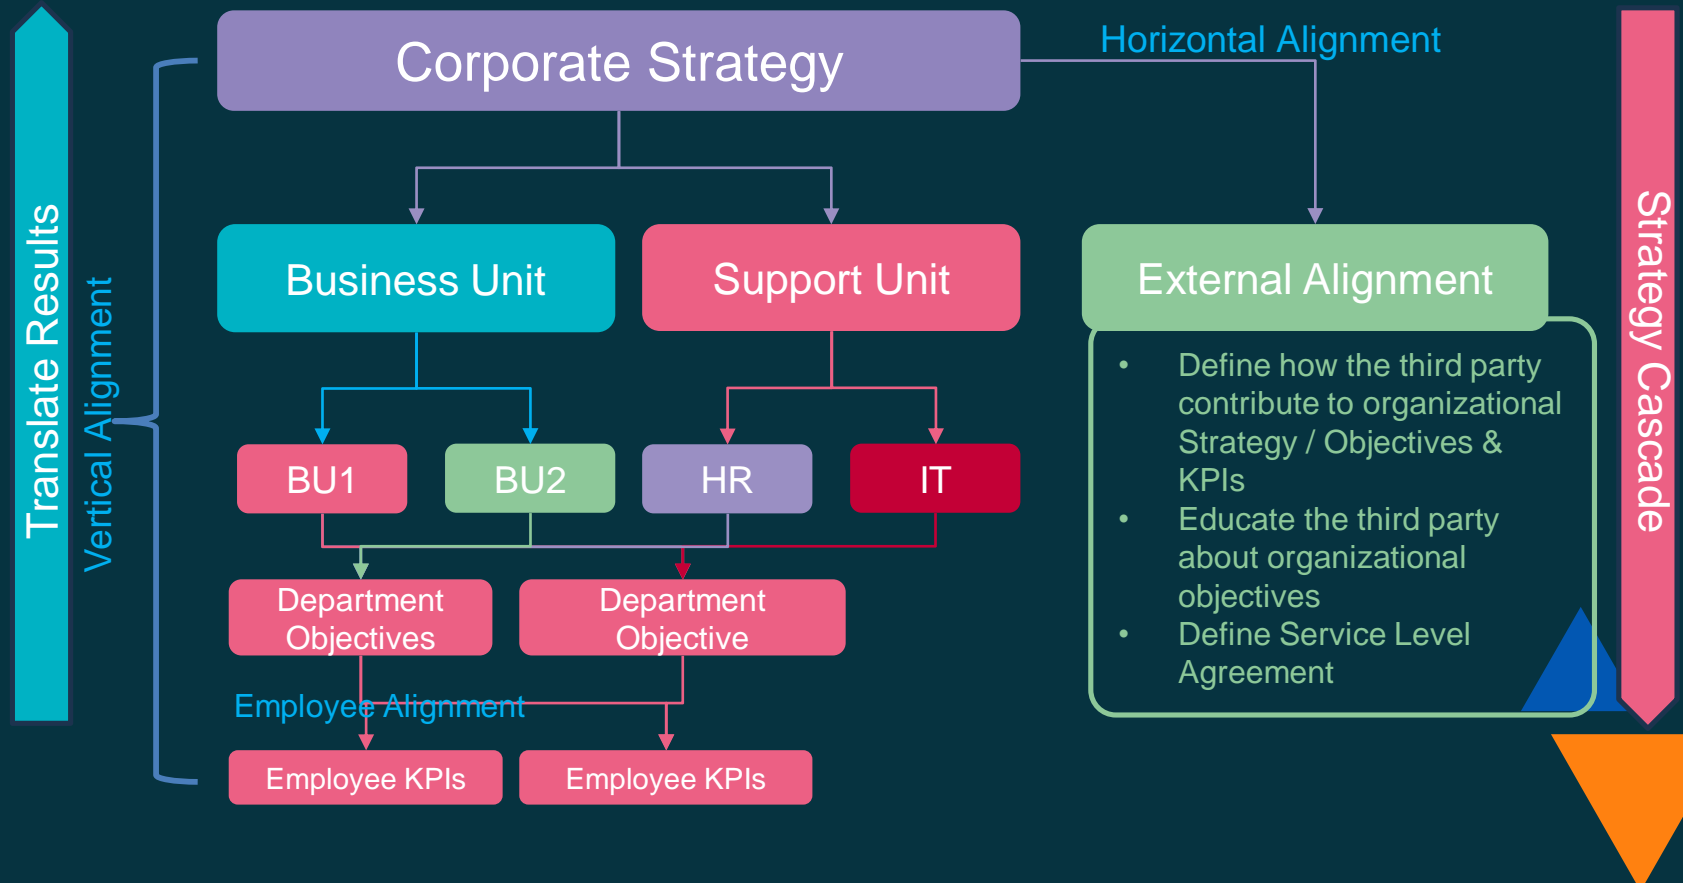 Corporate Strategy
Horizontal Alignment
Translate Results
Vertical Alignment
Business Unit
Support Unit
External Alignment
Strategy Cascade
BU1
BU2
HR
IT
• Define how the third party
contribute to organizational
Strategy / Objectives &
KPIs
• Educate the third party
about organizational
objectives
• Define Service Level
Agreement
Department
Objectives
Department
Objective
Employee Alignment
Employee KPIs
Employee KPIs